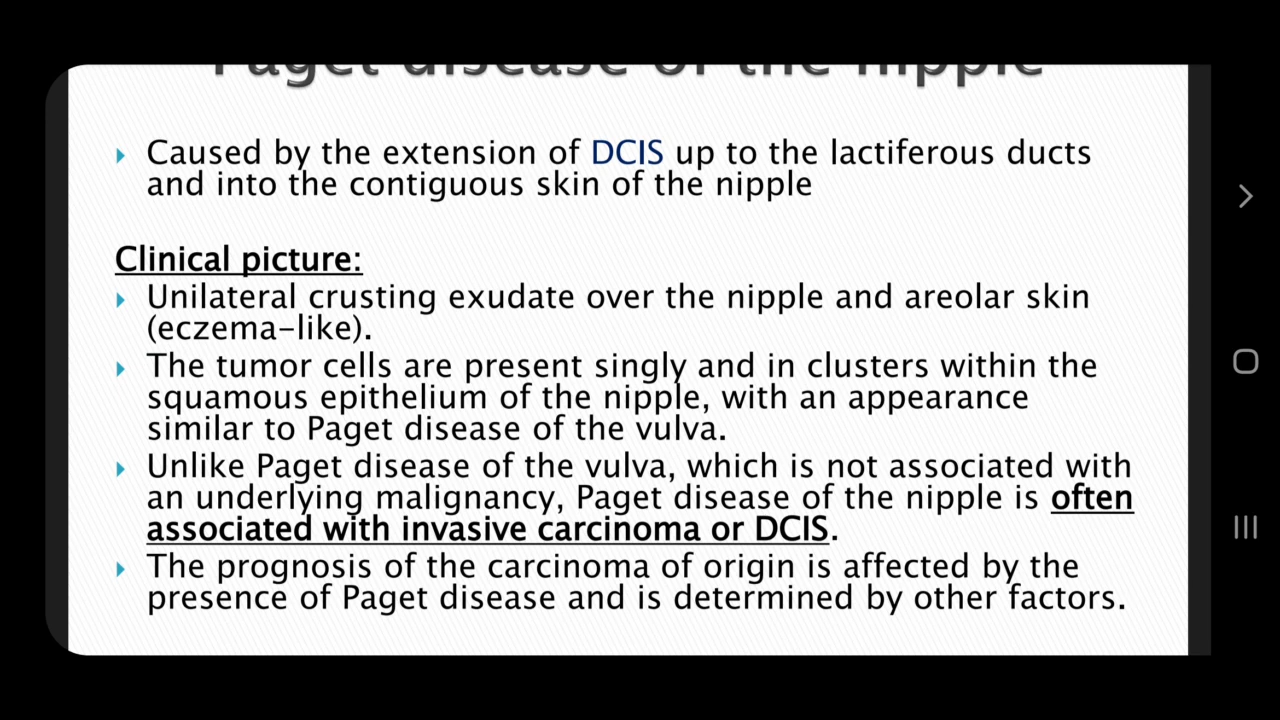 Paget disease of the nipple
Caused by the extension of DCIS up to the lactiferous ducts
and into the contiguous skin of the nipple
Clinical picture:
Unilateral crusting exudate over the nipple and areolar skin
(eczema-like).
The tumor cells are present singly and in clusters within the
squamous epithelium of the nipple, with an appearance
similar to Paget disease of the vulva.
Unlike Paget disease of the vulva, which is not associated with
an underlying malignancy, Paget disease of the nipple is often
associated with invasive carcinoma or DCIS.
The prognosis of the carcinoma of origin is affected by the
presence of Paget disease and is determined by other factors.